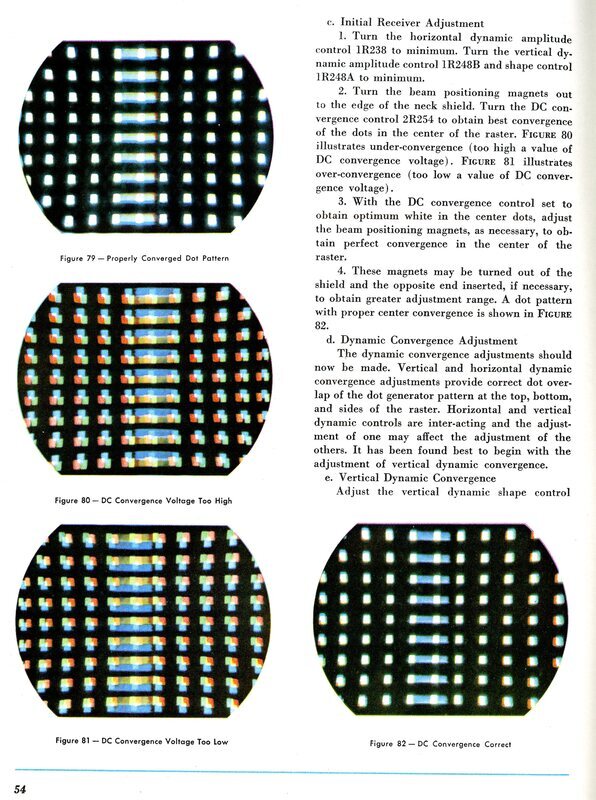 c. Initial Receiver Adjustment
1. Turn the horizontal dynamic amplitude
control 1R238 to minimum. Turn the vertical dy-
namic amplitude control 1R248B and shape control
1R248A to minimum.
2. Turn the beam positioning magnets out
to the edge of the neck shield. Turn the DC con-
vergence control 2R254 to obtain best convergence
of the dots in the center of the raster. FIGURE 80
illustrates under-convergence (too high a value of
DC convergence voltage). FIGURE 81 illustrates
over-convergence (too low a value of DC conver-
gence voltage).
3. With the DC convergence control set to
obtain optimum white in the center dots, adjust
the beam positioning magnets, as necessary, to ob-
tain perfect convergence in the center of the
raster.
4. These magnets may be turned out of the
shield and the opposite end inserted, if necessary,
to obtain greater adjustment range. A dot pattern
with proper center convergence is shown in FIGURE
82.
d. Dynamic Convergence Adjustment
The dynamic convergence adjustments should
now be made. Vertical and horizontal dynamic
convergence adjustments provide correct dot over-
lap of the dot generator pattern at the top, bottom,
and sides of the raster. Horizontal and vertical
dynamic controls are inter-acting and the adjust-
ment of one may affect the adjustment of the
others. It has been found best to begin with the
adjustment of vertical dynamic convergence.
e. Vertical Dynamic Convergence
Adjust the vertical dynamic shape control
Figure 79 — Properly Converged Dot Pattern
Figure 80 — DC Convergence Voltage Too High
Figure 81 — DC Convergence Voltage Too Low
Figure 82 — DC Convergence Correct
54